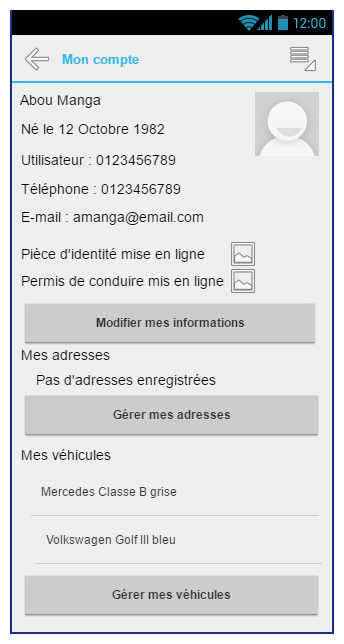 12:00
Mon compte
Abou Manga
Né le 12 Octobre 1982
Utilisateur : 0123456789
Téléphone : 0123456789
E-mail : amanga@email.com
Pièce d'identité mise en ligne
Permis de conduire mis en ligne
Modifier mes informations
Mes adresses
Pas d'adresses enregistrées
Gérer mes adresses
Mes véhicules
Mercedes Classe B grise
Volkswagen Golf III bleu
Gérer mes véhicules